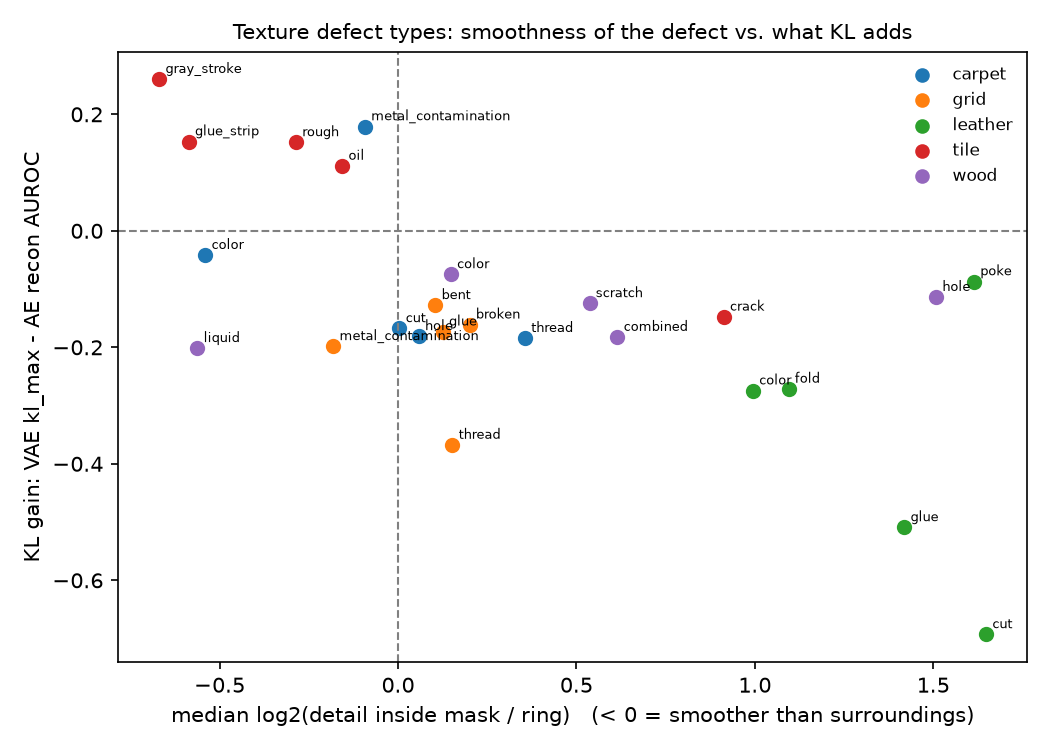 Texture defect types: smoothness of the defect vs. what KL adds
KL gain: VAE kl_max - AE recon AUROC
0.2
0.0
−0.2
−0.4
−0.6
carpet
grid
leather
tile
wood
gray_stroke
glue_strip
rough
metal_contamination
oil
color
liquid
color
bent
cut
hole
glue
broken
metal_contamination
thread
scratch
combined
crack
hole
poke
color
fold
thread
glue
cut
−0.5
0.0
0.5
1.0
1.5
median log2(detail inside mask / ring)   (< 0 = smoother than surroundings)